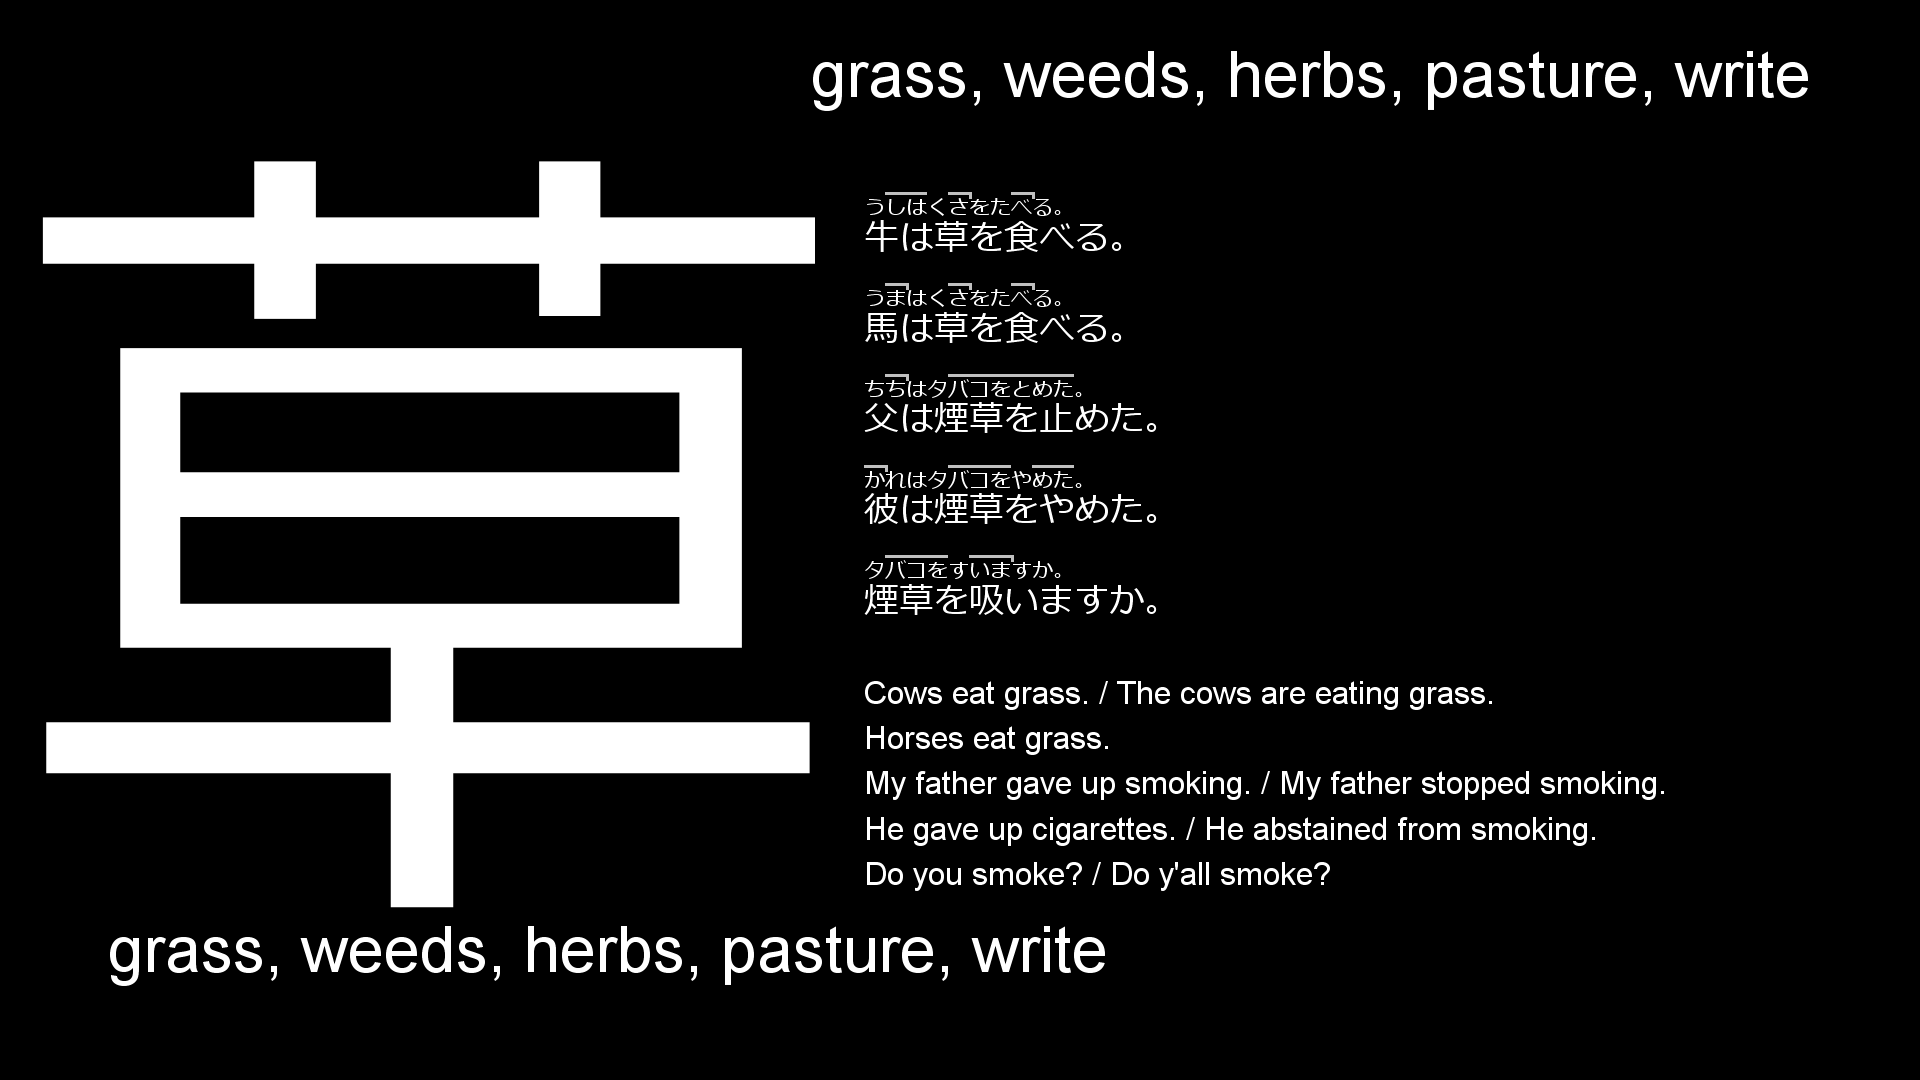 grass, weeds, herbs, pasture, write
草
うしはくさをたべる。
牛は草を食べる。
うまはくさをたべる。
馬は草を食べる。
ちちはタバコをとめた。
父は煙草を止めた。
かれはタバコをやめた。
彼は煙草をやめた。
タバコをすいますか。
煙草を吸いますか。
Cows eat grass. / The cows are eating grass.
Horses eat grass.
My father gave up smoking. / My father stopped smoking.
He gave up cigarettes. / He abstained from smoking.
Do you smoke? / Do y'all smoke?
grass, weeds, herbs, pasture, write